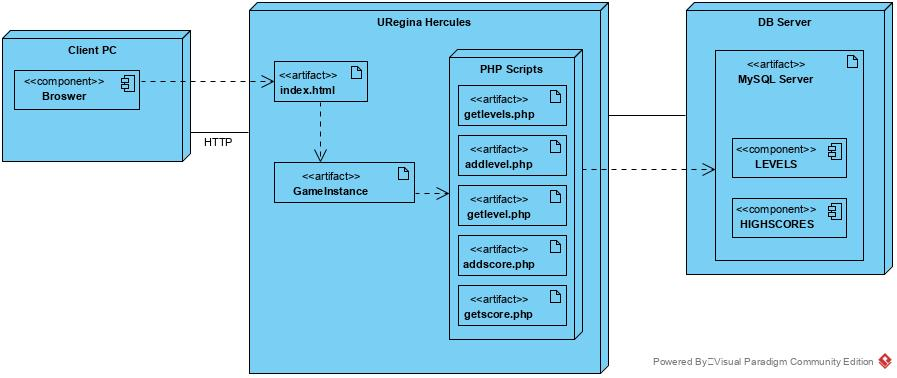 Client PC
<<component>>
Broswer
HTTP
URegina Hercules
<<artifact>>
index.html
<<artifact>>
GameInstance
PHP Scripts
<<artifact>>
getlevels.php
<<artifact>>
addlevel.php
<<artifact>>
getlevel.php
<<artifact>>
addscore.php
<<artifact>>
getscore.php
DB Server
<<artifact>>
MySQL Server
<<component>>
LEVELS
<<component>>
HIGHSCORES
Powered By Visual Paradigm Community Edition